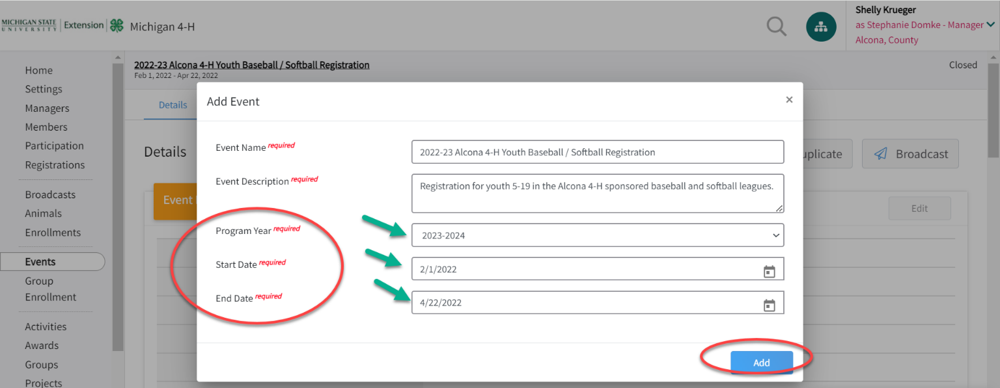 MICHIGAN STATE
UNIVERSITY
Extension
Michigan 4-H
Shelly Krueger
as Stephanie Domke - Manager
Alcona, County
Home
Settings
Managers
Members
Participation
Registrations
Broadcasts
Animals
Enrollments
Events
Group
Enrollment
Activities
Awards
Groups
Projects
2022-23 Alcona 4-H Youth Baseball / Softball Registration
Feb 1, 2022 - Apr 22, 2022
Closed
Details
Details
Broadcast
Event
Edit
Add Event
×
Event Name required
2022-23 Alcona 4-H Youth Baseball / Softball Registration
Event Description required
Registration for youth 5-19 in the Alcona 4-H sponsored baseball and softball leagues.
Program Year required
2023-2024
Start Date required
2/1/2022
End Date required
4/22/2022
Add